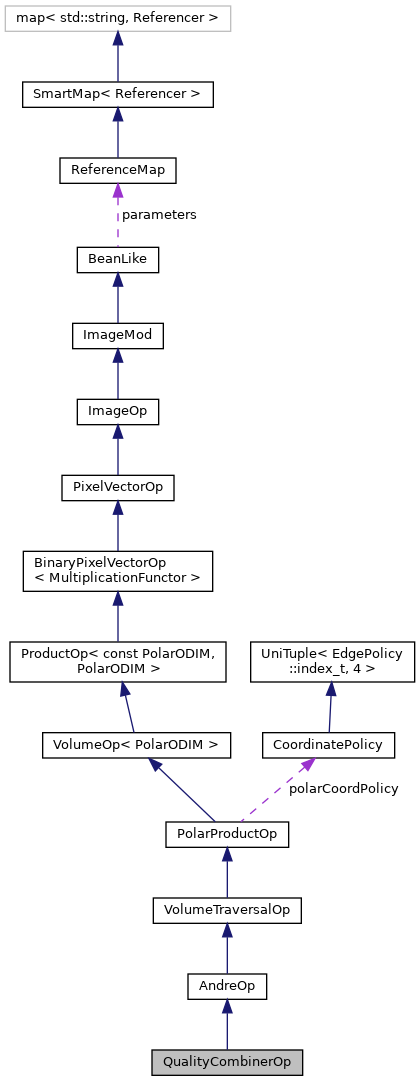 map< std::string, Referencer >
SmartMap< Referencer >
ReferenceMap
parameters
BeanLike
ImageMod
ImageOp
PixelVectorOp
BinaryPixelVectorOp
< MultiplicationFunctor >
ProductOp< const PolarODIM,
PolarODIM >
UniTuple< EdgePolicy
::index_t, 4 >
VolumeOp< PolarODIM >
CoordinatePolicy
polarCoordPolicy
PolarProductOp
VolumeTraversalOp
AndreOp
QualityCombinerOp